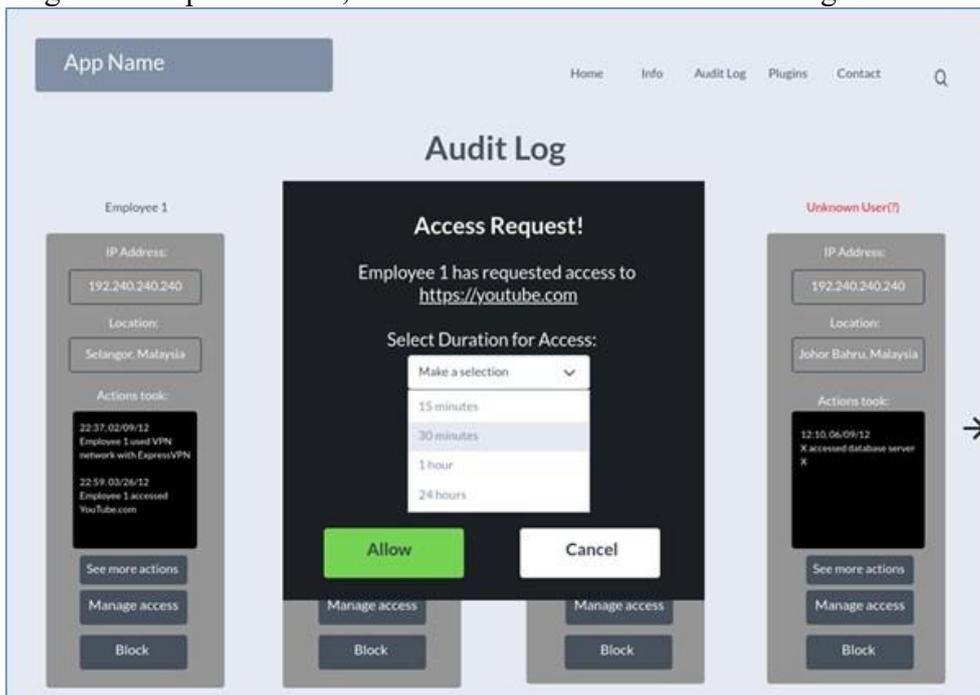 App Name
Home Info Audit Log Plugins Contact
Audit Log
Employee 1
IP Address:
192.240.240.240
Location:
Selangor, Malaysia
Actions took:
22:37, 02/09/12
Employee 1 used VPN
network with ExpressVPN
22:59. 03/26/12
Employee 1 accessed
YouTube.com
See more actions
Manage access
Block
Access Request!
Employee 1 has requested access to
https://youtube.com
Select Duration for Access:
Make a selection
15 minutes
30 minutes
1 hour
24 hours
Allow
Cancel
Manage access
Block
Manage access
Block
Unknown User(?)
IP Address:
192.240.240.240
Location:
Johor Bahru, Malaysia
Actions took:
12:10, 06/09/12
X accessed database server
X
See more actions
Manage access
Block